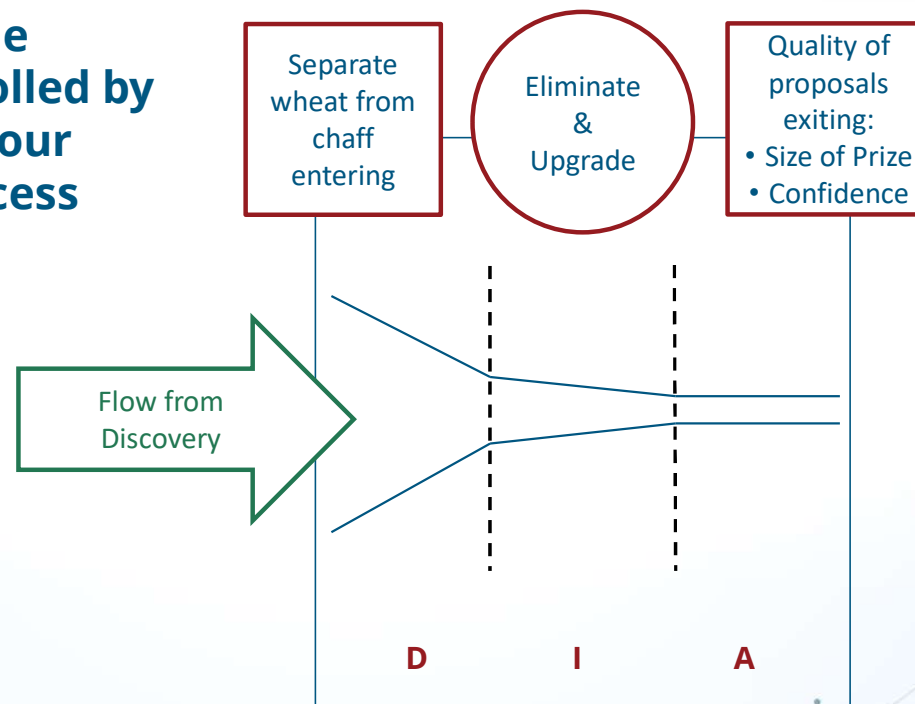 e
olled by
our
cess
Separate
wheat from
chaff
entering
Eliminate
&
Upgrade
Quality of
proposals
exiting:
• Size of Prize
• Confidence
Flow from
Discovery
D I A